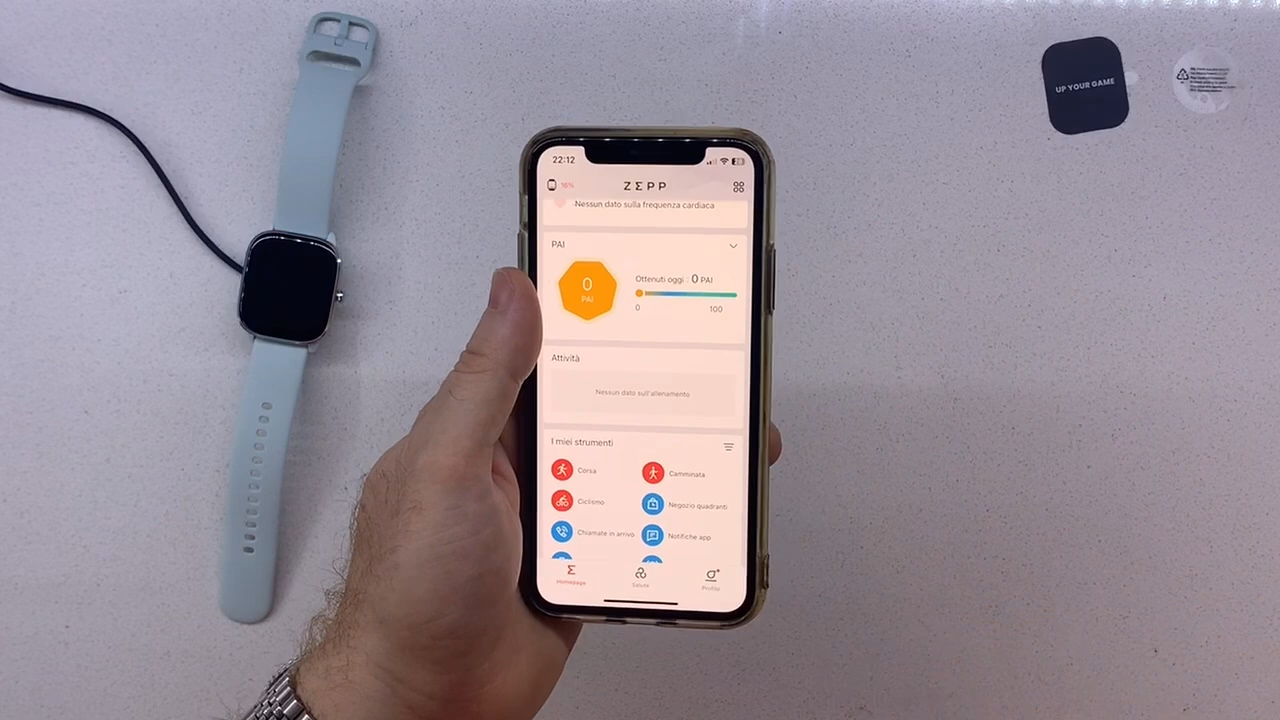 22:12
16%
ZΣPP
Nessun dato sulla frequenza cardiaca
PAI
0
PAI
Ottenuti oggi : 0 PAI
0
100
Attività
Nessun dato sull'allenamento
I miei strumenti
Corsa
Camminata
Ciclismo
Negozio quadranti
Chiamate in arrivo
Notifiche app
Homepage
Salute
Profilo
UP YOUR GAME